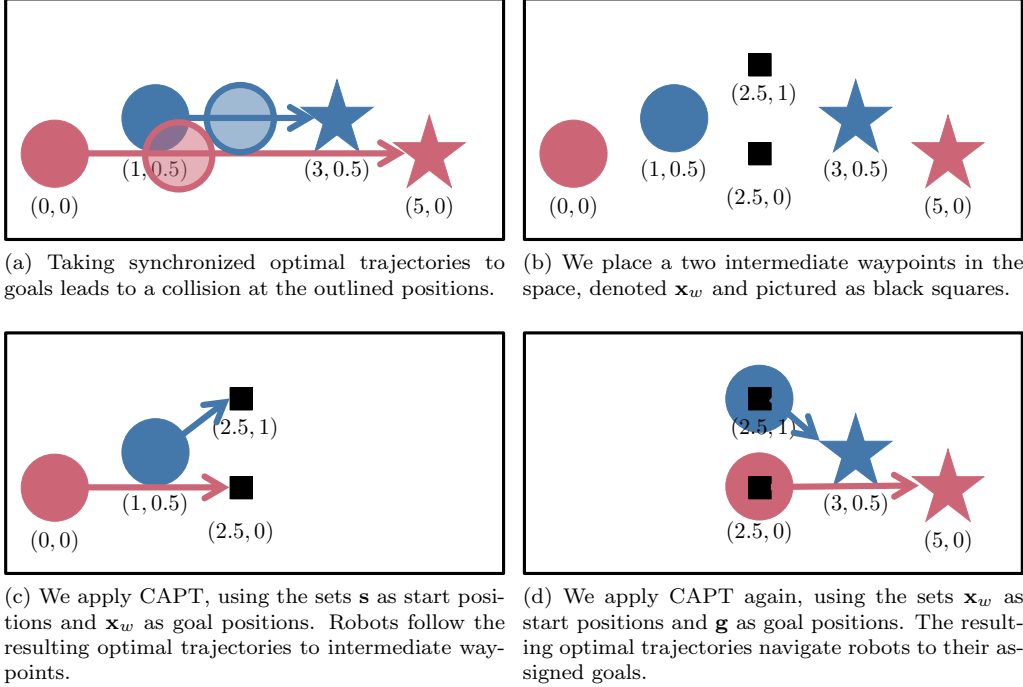 (1, 0.5)
(3, 0.5)
(0, 0)
(5, 0)
(a) Taking synchronized optimal trajectories to
goals leads to a collision at the outlined positions.
(2.5, 1)
(1, 0.5)
(3, 0.5)
(2.5, 0)
(0, 0)
(5, 0)
(b) We place a two intermediate waypoints in the
space, denoted x_w and pictured as black squares.
(2.5, 1)
(1, 0.5)
(2.5, 0)
(0, 0)
(c) We apply CAPT, using the sets s as start posi-
tions and x_w as goal positions. Robots follow the
resulting optimal trajectories to intermediate way-
points.
(2.5, 1)
(3, 0.5)
(2.5, 0)
(5, 0)
(d) We apply CAPT again, using the sets x_w as
start positions and g as goal positions. The result-
ing optimal trajectories navigate robots to their as-
signed goals.